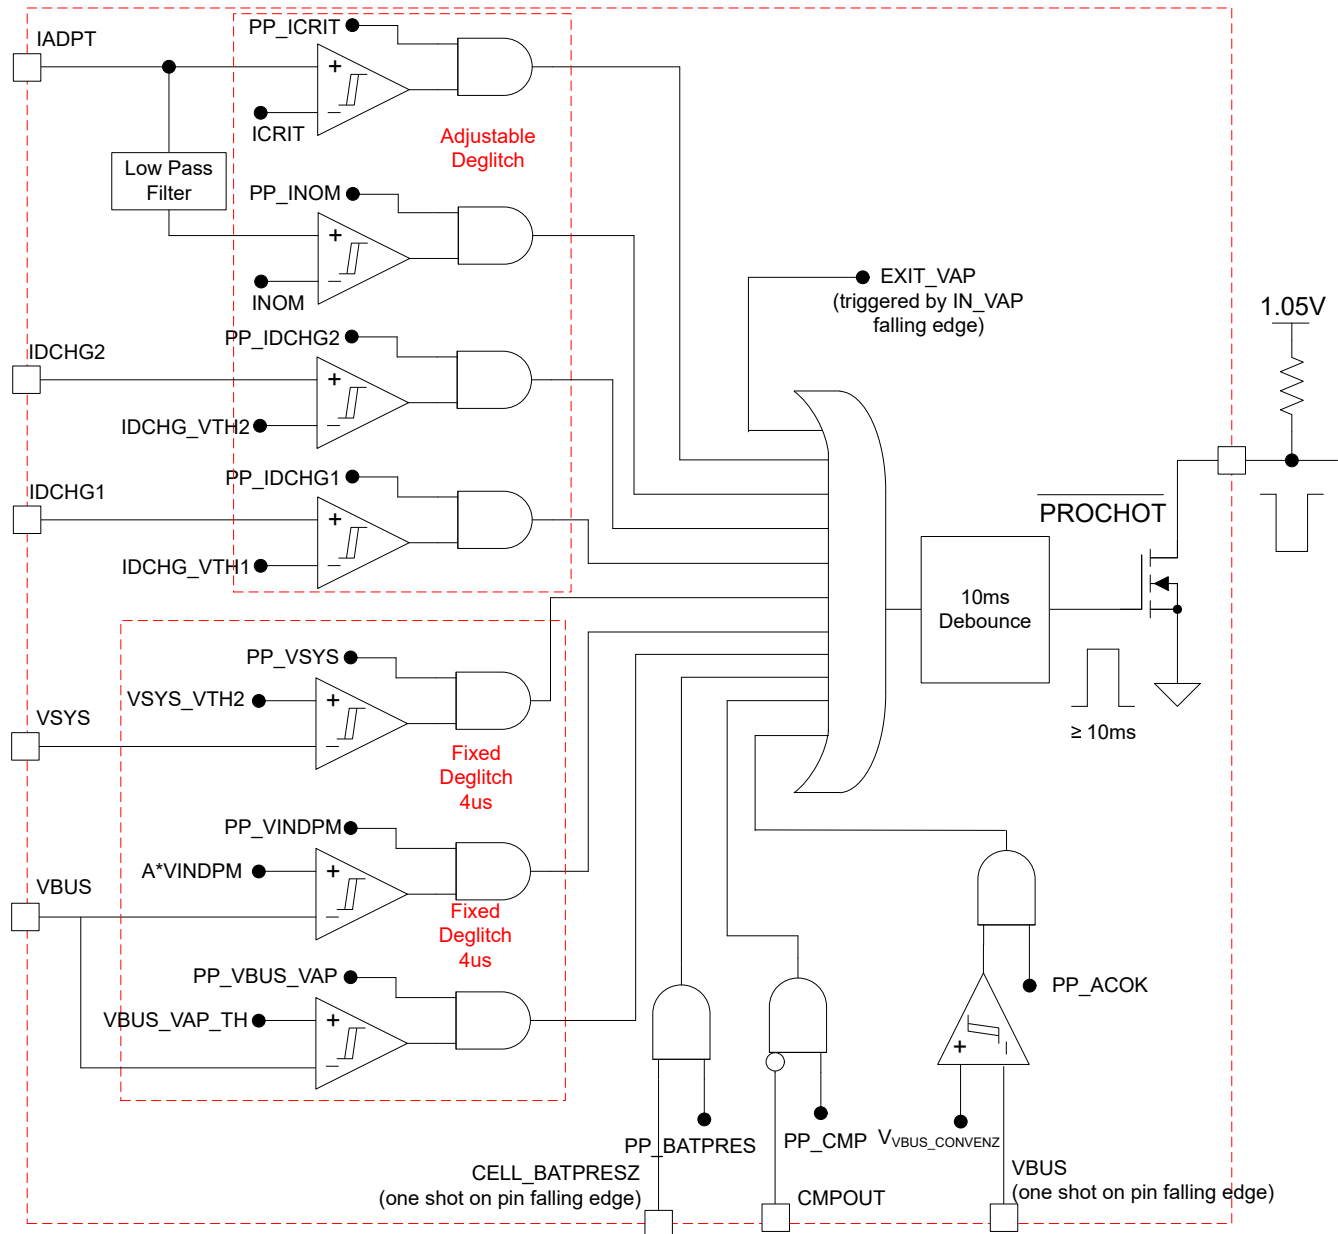 PP_ICRIT
IADPT
+
−
ICRIT
Adjustable
Deglitch
Low Pass
Filter
PP_INOM
+
−
INOM
EXIT_VAP
(triggered by IN_VAP
falling edge)
1.05V
PP_IDCHG2
IDCHG2
+
−
IDCHG_VTH2
PP_IDCHG1
IDCHG1
+
−
IDCHG_VTH1
PROCHOT
10ms
Debounce
≥ 10ms
PP_VSYS
VSYS_VTH2
+
−
VSYS
Fixed
Deglitch
4us
PP_VINDPM
A*VINDPM
+
−
VBUS
Fixed
Deglitch
4us
PP_VBUS_VAP
VBUS_VAP_TH
+
−
PP_ACOK
+
−
PP_BATPRES
PP_CMP
VVBUS_CONVENZ
CELL_BATPRESZ
(one shot on pin falling edge)
CMPOUT
VBUS
(one shot on pin falling edge)